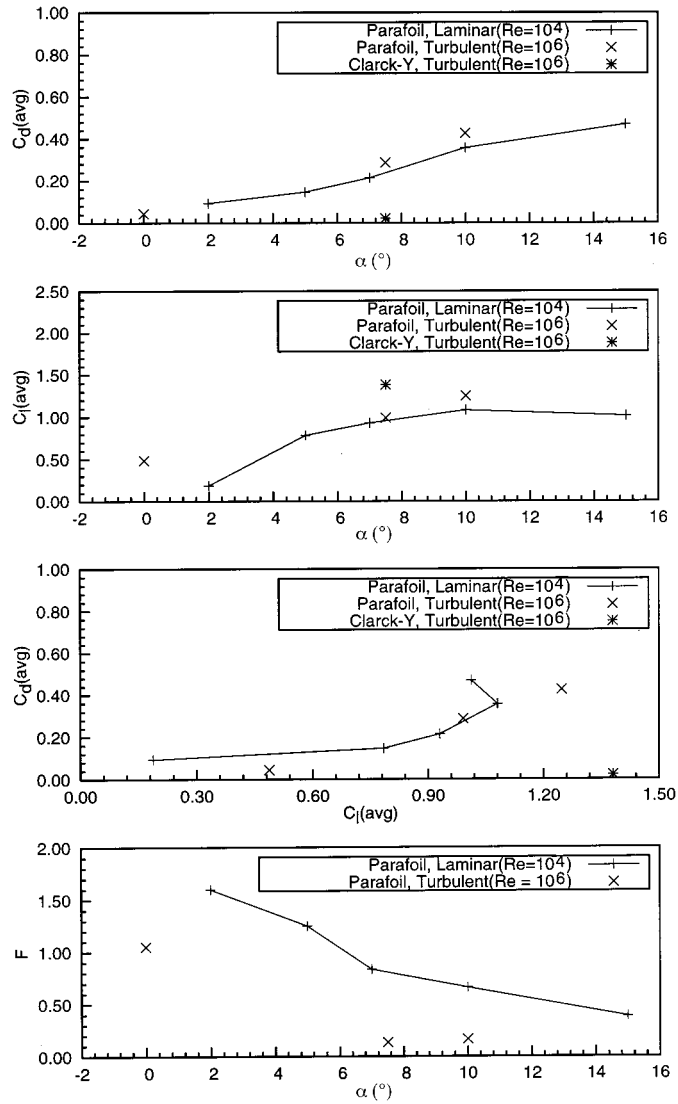 Parafoil, Laminar(Re=10⁴)
Parafoil, Turbulent(Re=10⁶)
Clarck-Y, Turbulent(Re=10⁶)
1.00
0.80
0.60
0.40
0.20
0.00
Cd(avg)
-2 0 2 4 6 8 10 12 14 16
α (°)
Parafoil, Laminar(Re=10⁴)
Parafoil, Turbulent(Re=10⁶)
Clarck-Y, Turbulent(Re=10⁶)
2.50
2.00
1.50
1.00
0.50
0.00
Cl(avg)
-2 0 2 4 6 8 10 12 14 16
α (°)
Parafoil, Laminar(Re=10⁴)
Parafoil, Turbulent(Re=10⁶)
Clarck-Y, Turbulent(Re=10⁶)
1.00
0.80
0.60
0.40
0.20
0.00
Cd(avg)
0.00 0.30 0.60 0.90 1.20 1.50
Cl(avg)
Parafoil, Laminar(Re=10⁴)
Parafoil, Turbulent(Re = 10⁶)
2.00
1.50
1.00
0.50
0.00
F
-2 0 2 4 6 8 10 12 14 16
α (°)